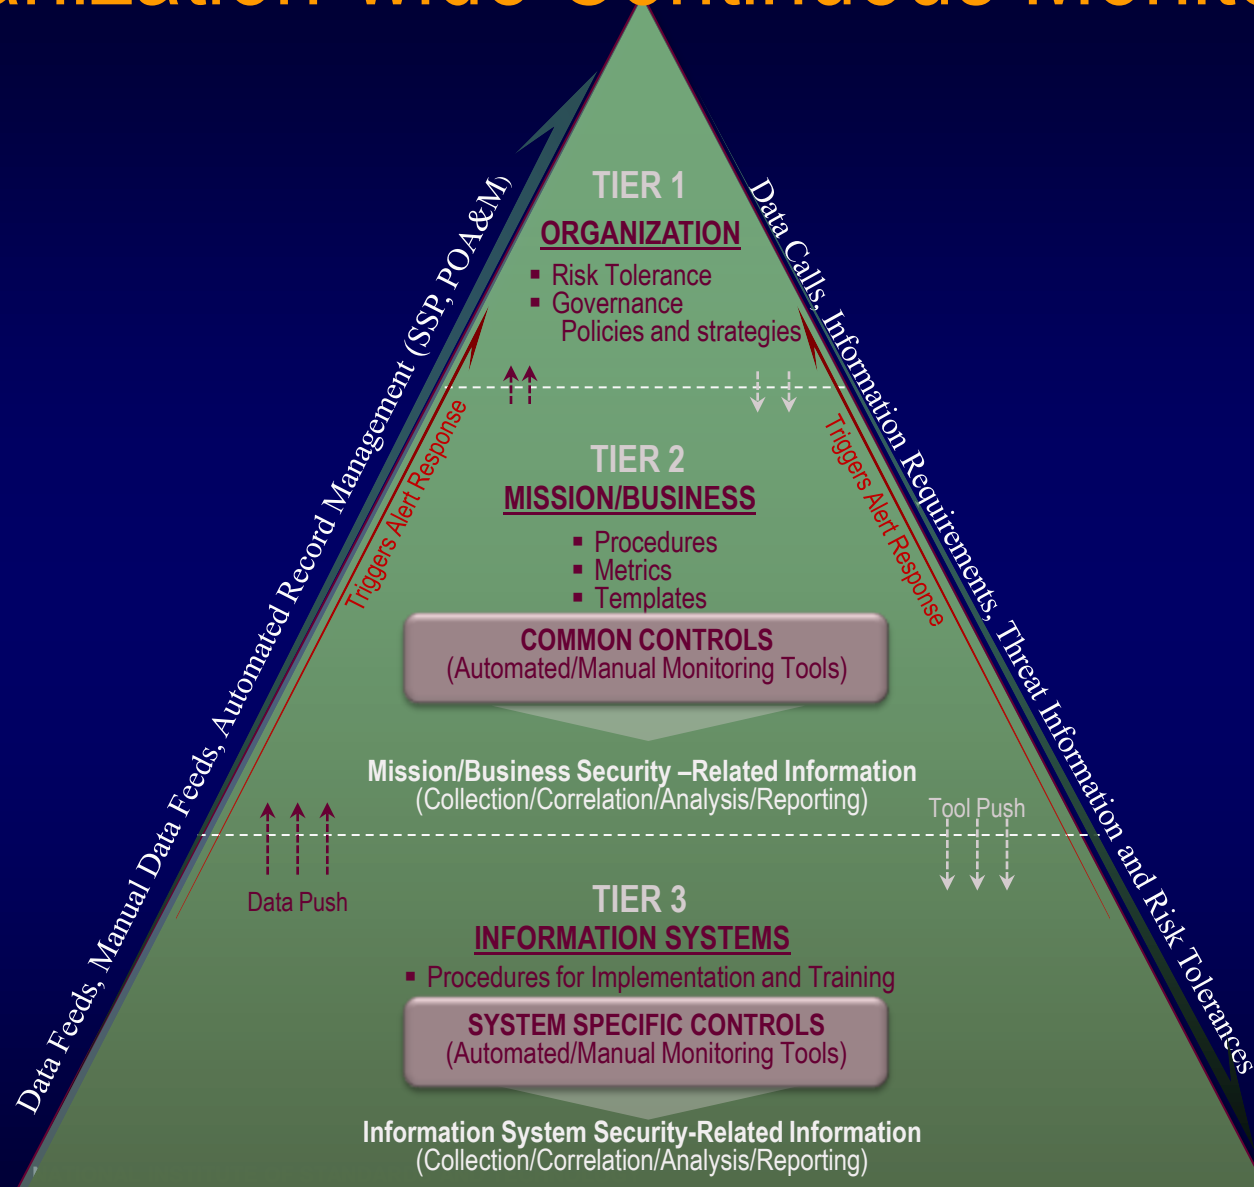 Continuous
TIER 1
ORGANIZATION
▪ Risk Tolerance
▪ Governance
Policies and strategies
Data Feeds, Manual Data Feeds, Automated Record Management (SSP, POA&M)
Data Calls, Information Requirements, Threat Information and Risk Tolerances
Triggers Alert Response
Triggers Alert Response
TIER 2
MISSION/BUSINESS
▪ Procedures
▪ Metrics
▪ Templates
COMMON CONTROLS
(Automated/Manual Monitoring Tools)
Mission/Business Security –Related Information
(Collection/Correlation/Analysis/Reporting)
Tool Push
Data Push
TIER 3
INFORMATION SYSTEMS
▪ Procedures for Implementation and Training
SYSTEM SPECIFIC CONTROLS
(Automated/Manual Monitoring Tools)
Information System Security-Related Information
(Collection/Correlation/Analysis/Reporting)